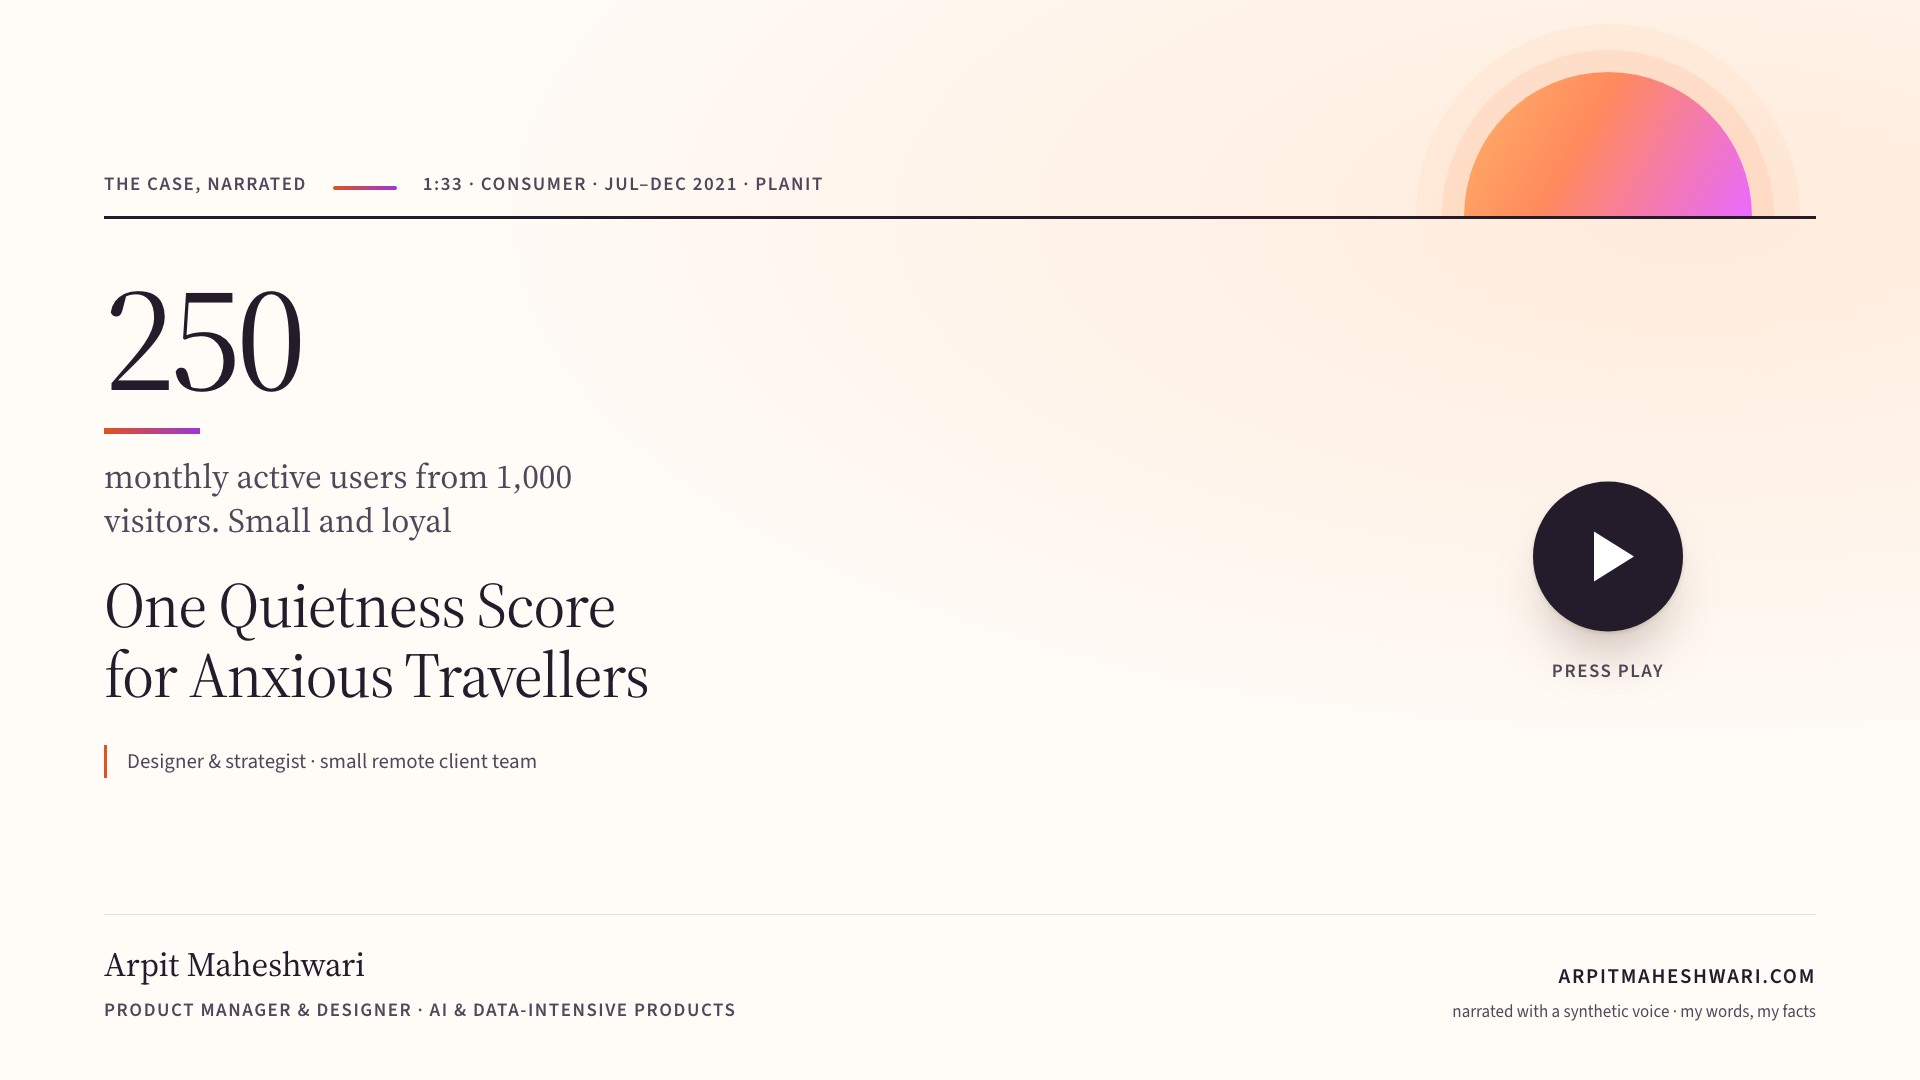 THE CASE, NARRATED
1:33 · CONSUMER · JUL–DEC 2021 · PLANIT
250
monthly active users from 1,000
visitors. Small and loyal
One Quietness Score
for Anxious Travellers
Designer & strategist · small remote client team
PRESS PLAY
Arpit Maheshwari
PRODUCT MANAGER & DESIGNER · AI & DATA-INTENSIVE PRODUCTS
ARPITMAHESHWARI.COM
narrated with a synthetic voice · my words, my facts